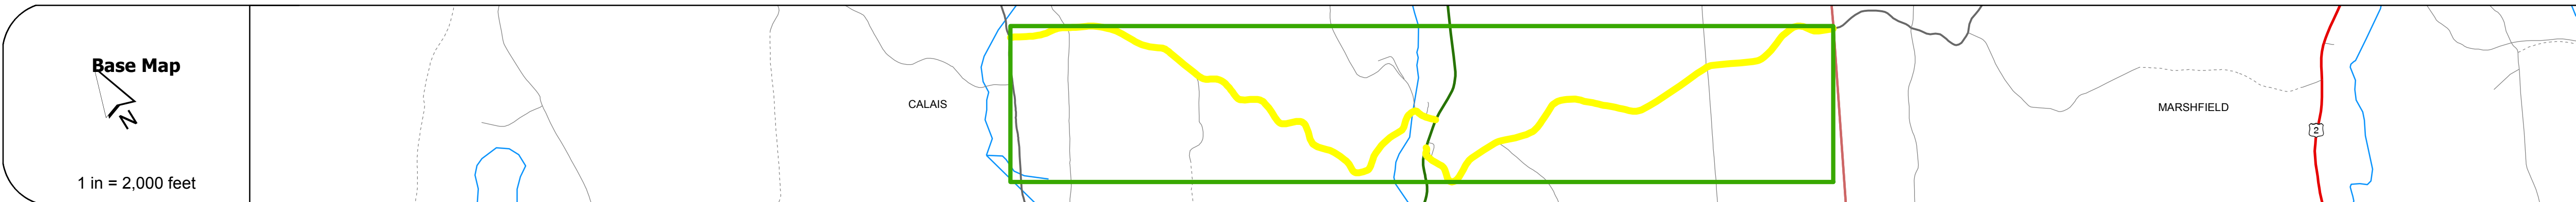 Base Map
N
1 in = 2,000 feet
CALAIS
MARSHFIELD
2